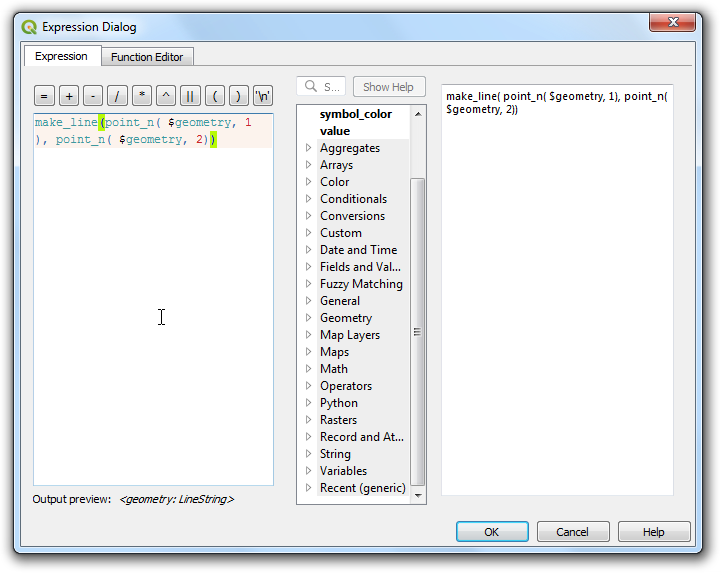 Expression Dialog
Expression
Function Editor
= + - / * ^ || ( ) '\n'
make_line(point_n( $geometry, 1
), point_n( $geometry, 2))
Output preview: <geometry: LineString>
S...
Show Help
symbol_color
value
Aggregates
Arrays
Color
Conditionals
Conversions
Custom
Date and Time
Fields and Val...
Fuzzy Matching
General
Geometry
Map Layers
Maps
Math
Operators
Python
Rasters
Record and At...
String
Variables
Recent (generic)
make_line( point_n( $geometry, 1), point_n(
$geometry, 2))
OK
Cancel
Help